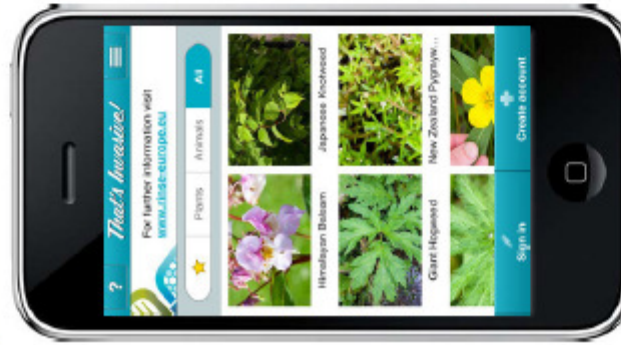 ? That's Invasive!
For further information visit
www.rinse-europe.eu
Plants Animals All
Himalayan Balsam Japanese Knotweed
Giant Hogweed New Zealand Pygmyw...
Sign in Create account